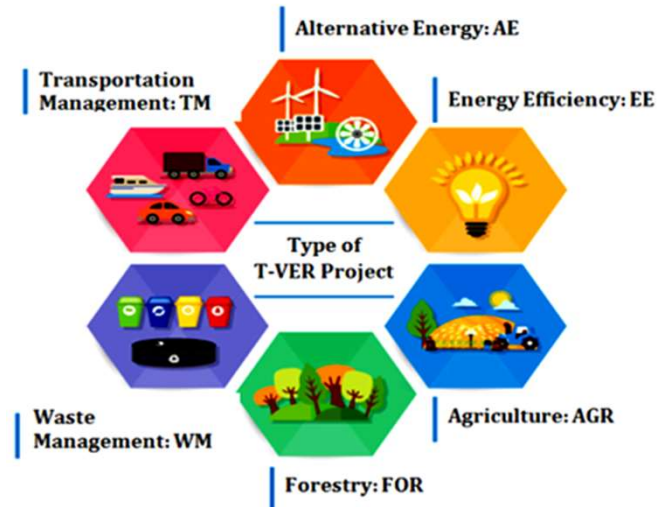 Alternative Energy: AE
Transportation
Management: TM
Energy Efficiency: EE
Type of
T-VER Project
Waste
Management: WM
Agriculture: AGR
Forestry: FOR